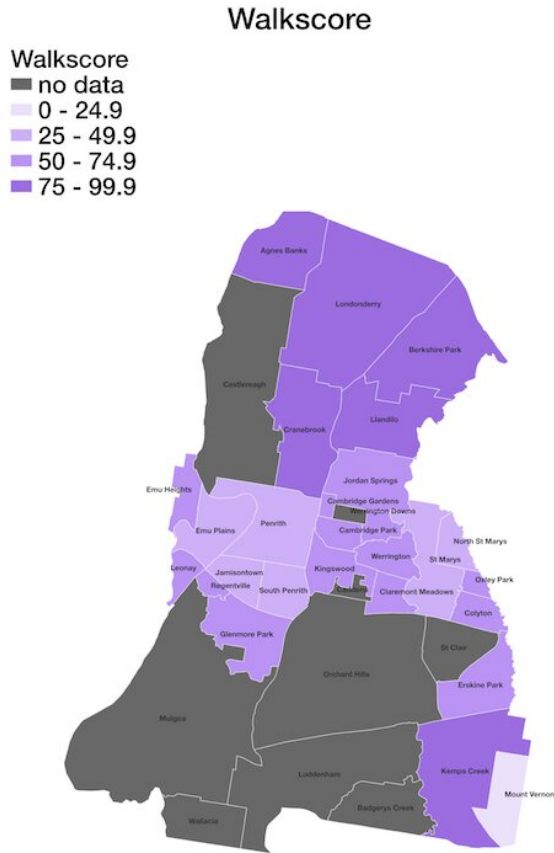 Walkscore
Walkscore
no data
0 - 24.9
25 - 49.9
50 - 74.9
75 - 99.9
Agnes Banks
Londonderry
Berkshire Park
Castlereagh
Cranebrook
Llandilo
Jordan Springs
Emu Heights
Cambridge Gardens
Werrington Downs
Emu Plains
Penrith
Cambridge Park
North St Marys
St Marys
Werrington
Leonay
Jamisontown
Kingswood
Oxley Park
Regentville
South Penrith
Claremont Meadows
Colyton
Glenmore Park
St Clair
Orchard Hills
Erskine Park
Mulgoa
Luddenham
Kemps Creek
Mount Vernon
Badgerys Creek
Wallacia